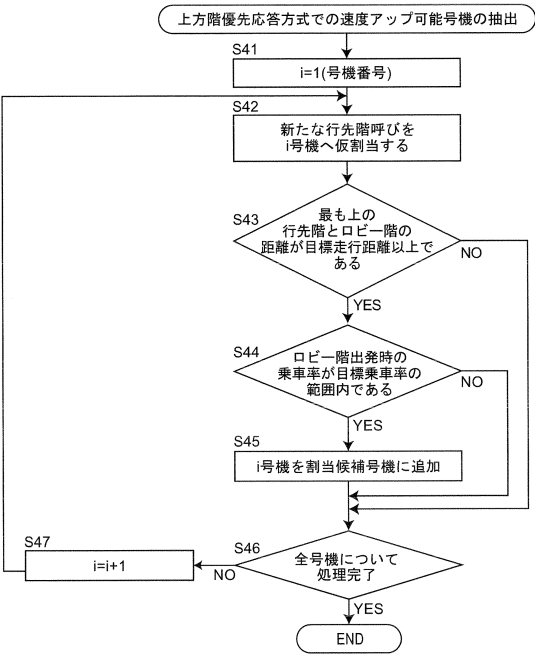 上方階優先応答方式での速度アップ可能号機の抽出
S41
i=1(号機番号)
S42
新たな行先階呼びを
i号機へ仮割当する
S43
最も上の
行先階とロビー階の
距離が目標走行距離以上で
ある
NO
YES
S44
ロビー階出発時の
乗車率が目標乗車率の
範囲内である
NO
YES
S45
i号機を割当候補号機に追加
S47
i=i+1
S46
全号機について
処理完了
NO
YES
END